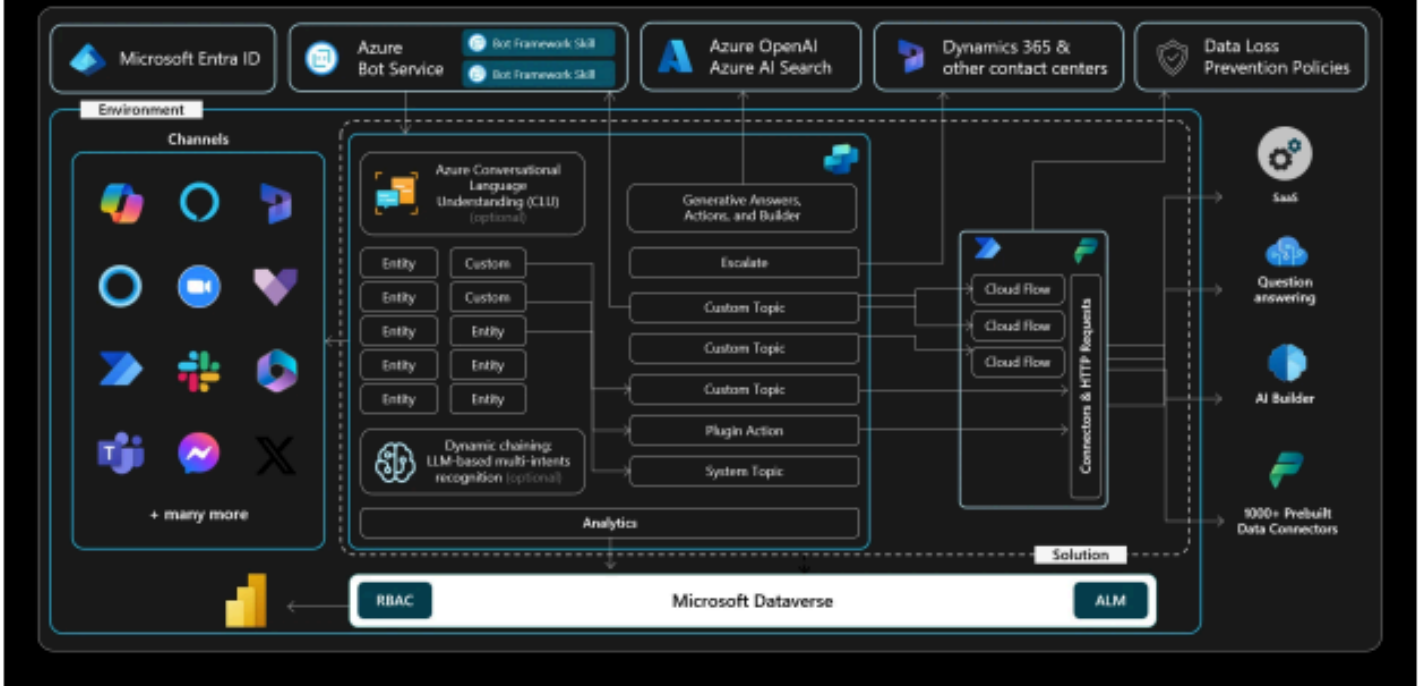 Microsoft Entra ID
Azure
Bot Service
Bot Framework Skill
Bot Framework Skill
Azure OpenAI
Azure AI Search
Dynamics 365 &
other contact centers
Data Loss
Prevention Policies
Environment
Channels
+ many more
Azure Conversational
Language
Understanding (CLU)
(optional)
Entity
Custom
Entity
Custom
Entity
Entity
Entity
Entity
Entity
Entity
Dynamic chaining:
LLM-based multi-intents
recognition (optional)
Generative Answers,
Actions, and Builder
Escalate
Custom Topic
Custom Topic
Custom Topic
Plugin Action
System Topic
Analytics
Cloud Flow
Cloud Flow
Cloud Flow
Connectors & HTTP Requests
SaaS
Question
answering
AI Builder
1000+ Prebuilt
Data Connectors
Solution
RBAC
Microsoft Dataverse
ALM